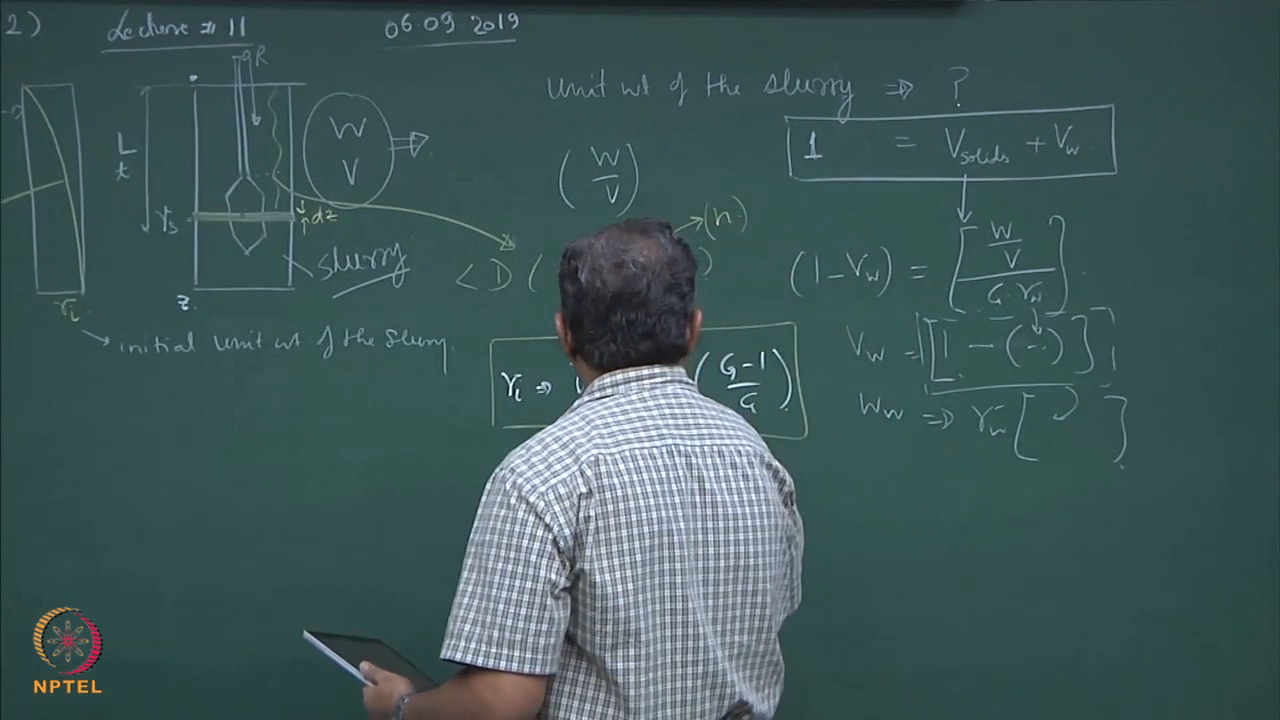 2)
Lecture # 11
06.09 2019
R
W
V
L
t
γs
dz
slurry
z.
γi
initial unit wt of the slurry.
unit wt of the slurry ⇒ ?
1 = Vsolids + Vw
(W/V)
(n.)
<D (
(1-Vw) = [(W/V)/(G.γw)]
Vw = [1 - (..)]
Ww ⇒ γw [ ]
γi ⇒
((G-1)/G)
NPTEL